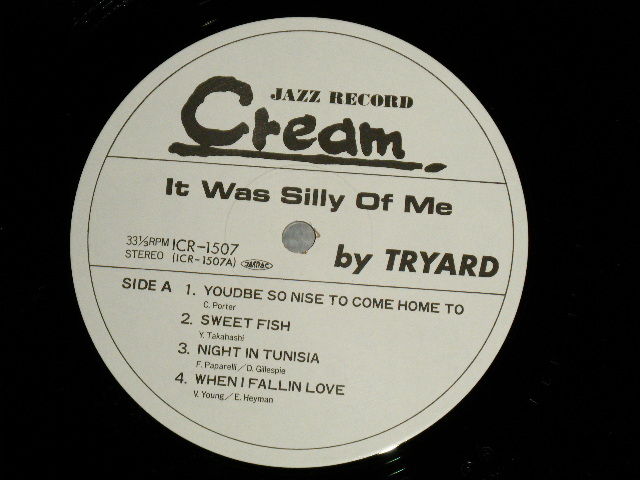 JAZZ RECORD
Cream
It Was Silly Of Me
33⅓RPM ICR-1507
STEREO (ICR-1507A) JASRAC
by TRYARD
SIDE A 1. YOUDBE SO NISE TO COME HOME TO
C. Porter
2. SWEET FISH
Y. Takahashi
3. NIGHT IN TUNISIA
F. Paparelli/D. Gillespie
4. WHEN I FALLIN LOVE
V. Young/E. Heyman